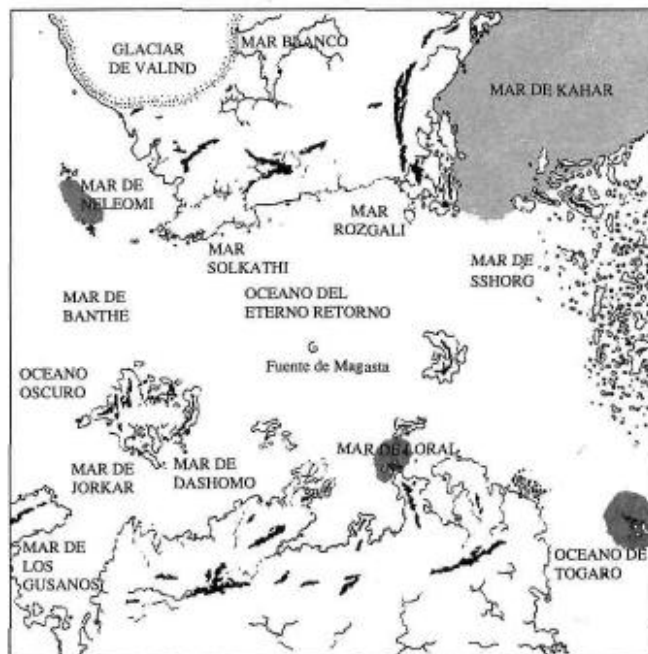 GLACIAR
DE VALIND
MAR BLANCO
MAR DE KAHAR
MAR DE
NELEOMI
MAR
SOLKATHI
MAR
ROZGALI
MAR DE
SSHORG
MAR DE
BANTHE
OCEANO DEL
ETERNO RETORNO
Fuente de Magasta
OCEANO
OSCURO
MAR DE
JORKAR
MAR DE
DASHOMO
MAR DE LORAL
MAR DE
LOS
GUSANOS
OCEANO DE
TOGARO